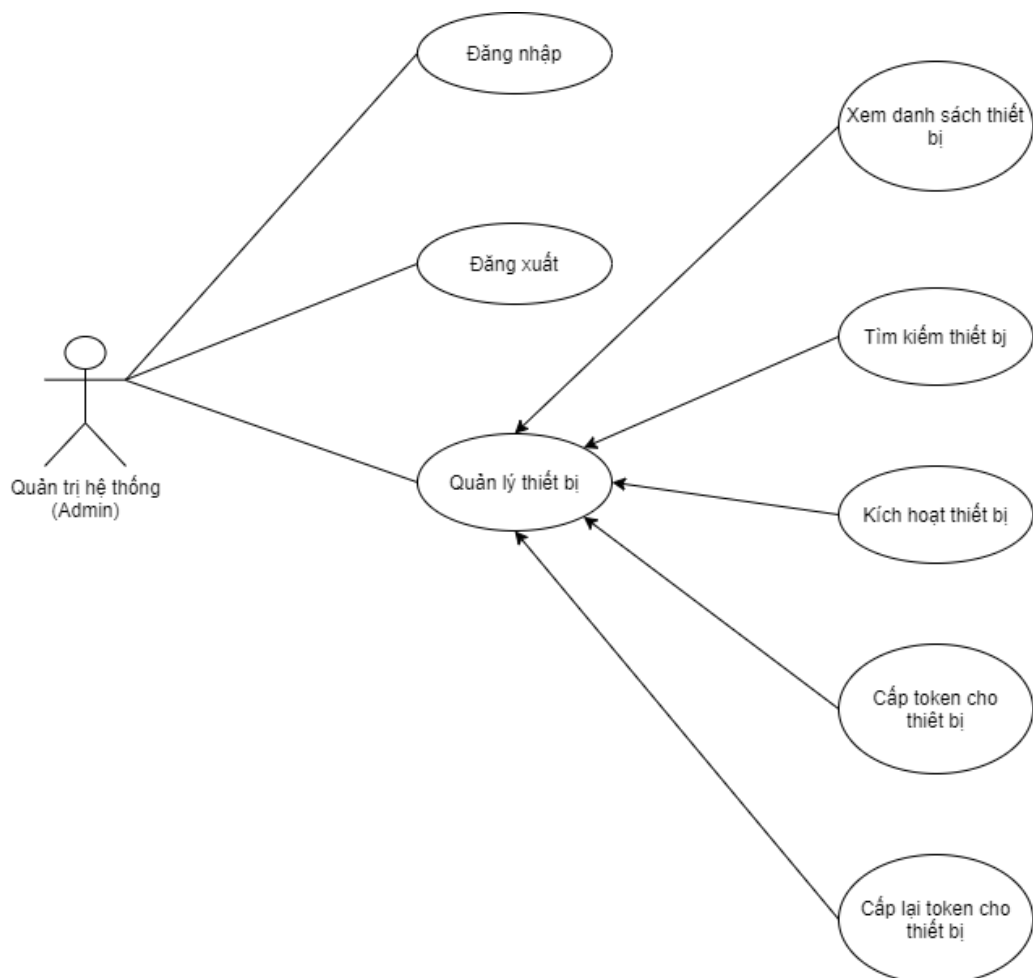 Đăng nhập
Xem danh sách thiết
bị
Đăng xuất
Tìm kiếm thiết bị
Quản lý thiết bị
Quản trị hệ thống
(Admin)
Kích hoạt thiết bị
Cấp token cho
thiêt bị
Cấp lại token cho
thiết bị